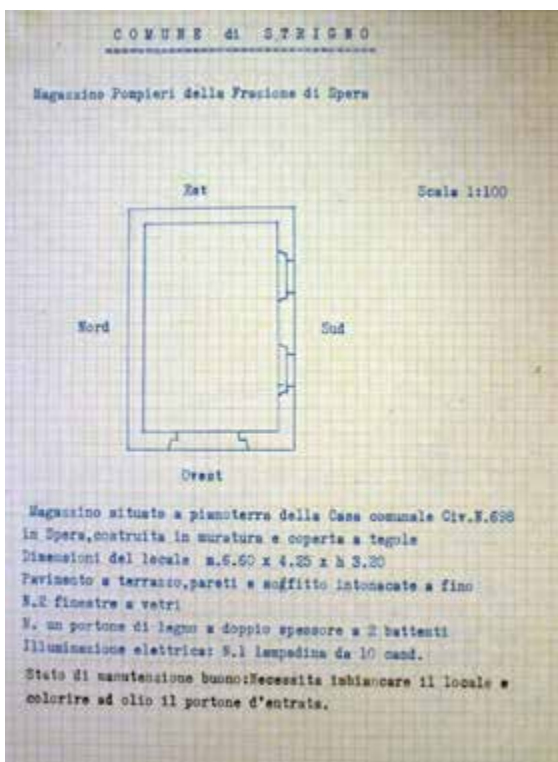 COMUNE di STRIGNO
Magazzino Pompieri della Frazione di Spera
Est
Scala 1:100
Nord
Sud
Ovest
Magazzino situato a pianoterra della Casa comunale Civ.N.698
in Spera,costruita in muratura e coperta a tegole
Dimensioni del locale m.6.60 x 4.25 x h 3.20
Pavimento a terrazzo,pareti e soffitto intonacate a fino
N.2 finestre a vetri
N. un portone di legno a doppio spessore a 2 battenti
Illuminazione elettrica: N.1 lampadina da 10 cand.
Stato di manutenzione buono:Necessita imbiancare il locale e
colorire ad olio il portone d'entrata.